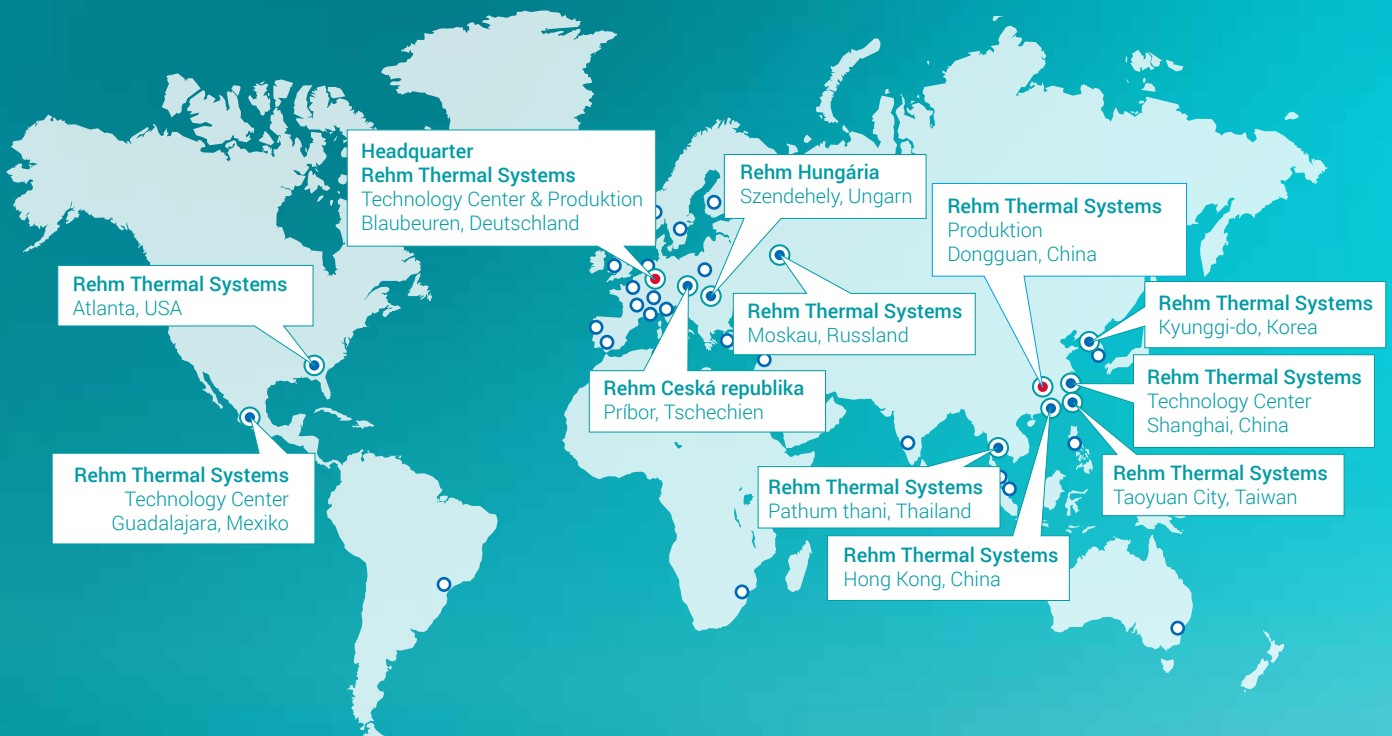 Headquarter
Rehm Thermal Systems
Technology Center & Produktion
Blaubeuren, Deutschland
Rehm Hungária
Szendehely, Ungarn
Rehm Thermal Systems
Produktion
Dongguan, China
Rehm Thermal Systems
Atlanta, USA
Rehm Thermal Systems
Moskau, Russland
Rehm Thermal Systems
Kyunggi-do, Korea
Rehm Ceská republika
Príbor, Tschechien
Rehm Thermal Systems
Technology Center
Shanghai, China
Rehm Thermal Systems
Technology Center
Guadalajara, Mexiko
Rehm Thermal Systems
Pathum thani, Thailand
Rehm Thermal Systems
Taoyuan City, Taiwan
Rehm Thermal Systems
Hong Kong, China